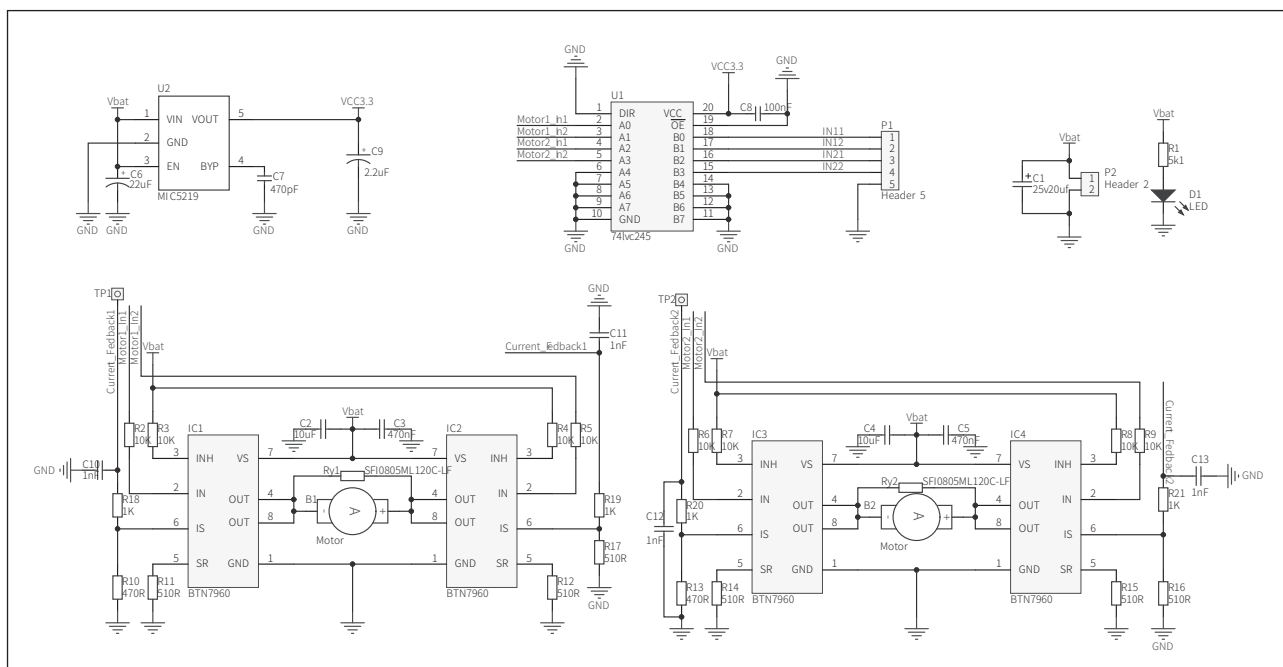 U2
Vbat
VCC3.3
1
VIN
VOUT
5
2
GND
3
EN
BYP
4
C6
22uF
MIC5219
C7
470pF
C9
2.2uF
GND
GND
GND
GND
GND
VCC3.3
GND
U1
C8
100nF
Motor1_In1
Motor1_In2
Motor2_In1
Motor2_In2
1 DIR VCC 20
2 A0 OE 19
3 A1 B0 18
4 A2 B1 17
5 A3 B2 16
6 A4 B3 15
7 A5 B4 14
8 A6 B5 13
9 A7 B6 12
10 GND B7 11
74lvc245
GND
GND
IN11
IN12
IN21
IN22
P1
1
2
3
4
5
Header 5
Vbat
C1
25v20uf
P2
1
2
Header 2
Vbat
R1
5k1
D1
LED
TP1
Current_Fedback1
Motor1_In1
Motor1_In2
Vbat
GND
C11
1nF
Current_Fedback1
R2
10K
R3
10K
IC1
C2
10uF
Vbat
C3
470nF
IC2
R4
10K
R5
10K
GND
C10
1nF
3 INH VS 7
2 IN OUT 4
6 IS OUT 8
5 SR GND 1
Ry1
SFI0805ML120C-LF
B1
-
A
+
Motor
7 VS INH 3
4 OUT IN 2
8 OUT IS 6
1 GND SR 5
R18
1K
R19
1K
R17
510R
R10
470R
R11
510R
BTN7960
BTN7960
R12
510R
GND
TP2
Current_Fedback2
Motor2_In1
Motor2_In2
Vbat
R6
10K
R7
10K
IC3
C4
10uF
Vbat
C5
470nF
IC4
R8
10K
R9
10K
Current_Fedback2
C13
1nF
GND
3 INH VS 7
2 IN OUT 4
6 IS OUT 8
5 SR GND 1
Ry2
SFI0805ML120C-LF
B2
-
A
+
Motor
7 VS INH 3
4 OUT IN 2
8 OUT IS 6
1 GND SR 5
R20
1K
C12
1nF
R21
1K
R13
470R
R14
510R
BTN7960
BTN7960
R15
510R
R16
510R
GND